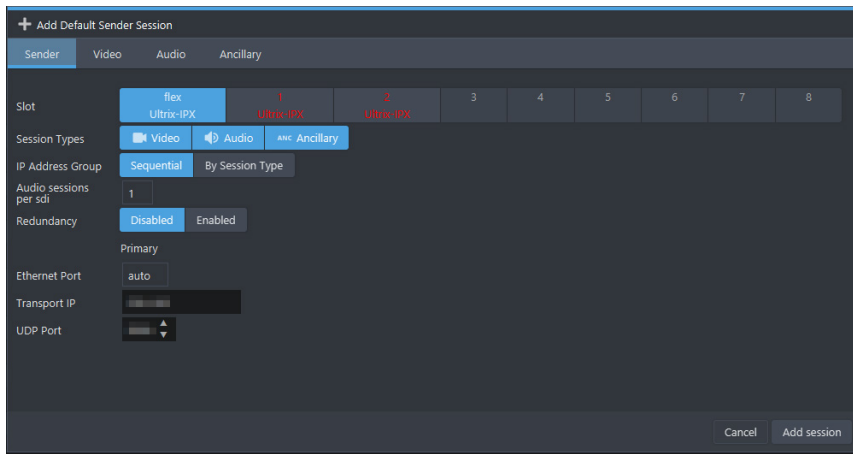 Add Default Sender Session
Sender Video Audio Ancillary
Slot
flex
Ultrix-IPX
1
Ultrix-IPX
2
Ultrix-IPX
3 4 5 6 7 8
Session Types Video Audio ANC Ancillary
IP Address Group Sequential By Session Type
Audio sessions
per sdi
1
Redundancy Disabled Enabled
Primary
Ethernet Port auto
Transport IP
UDP Port
Cancel Add session